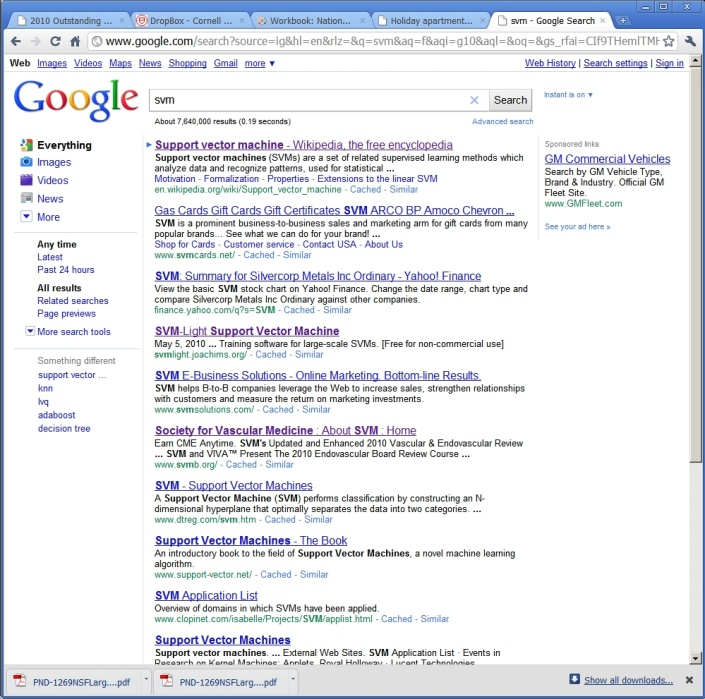 2010 Outstanding ...
DropBox - Cornell ...
Workbook: Nation...
Holiday apartment...
svm - Google Search
www.google.com/search?source=ig&hl=en&rlz=&q=svm&aq=f&aqi=g10&aql=&oq=&gs_rfai=CIf9THemITMH
Web Images Videos Maps News Shopping Gmail more ▼
Web History | Search settings | Sign in
Google
svm
Search
Instant is on ▼
About 7,640,000 results (0.19 seconds)
Advanced search
Everything
Images
Videos
News
More
Any time
Latest
Past 24 hours
All results
Related searches
Page previews
More search tools
Something different
support vector ...
knn
lvq
adaboost
decision tree
Support vector machine - Wikipedia, the free encyclopedia
Support vector machines (SVMs) are a set of related supervised learning methods which
analyze data and recognize patterns, used for statistical ...
Motivation - Formalization - Properties - Extensions to the linear SVM
en.wikipedia.org/wiki/Support_vector_machine - Cached - Similar
Gas Cards Gift Cards Gift Certificates SVM ARCO BP Amoco Chevron ...
SVM is a prominent business-to-business sales and marketing arm for gift cards from many
popular brands... See what we can do for your brand! ...
Shop for Cards - Customer service - Contact USA - About Us
www.svmcards.net/ - Cached - Similar
SVM: Summary for Silvercorp Metals Inc Ordinary - Yahoo! Finance
View the basic SVM stock chart on Yahoo! Finance. Change the date range, chart type and
compare Silvercorp Metals Inc Ordinary against other companies.
finance.yahoo.com/q?s=SVM - Cached - Similar
SVM-Light Support Vector Machine
May 5, 2010 ... Training software for large-scale SVMs. [Free for non-commercial use]
svmlight.joachims.org/ - Cached - Similar
SVM E-Business Solutions - Online Marketing. Bottom-line Results.
SVM helps B-to-B companies leverage the Web to increase sales, strengthen relationships
with customers and measure the return on marketing investments.
www.svmsolutions.com/ - Cached - Similar
Society for Vascular Medicine : About SVM : Home
Earn CME Anytime. SVM's Updated and Enhanced 2010 Vascular & Endovascular Review
... SVM and VIVA™ Present The 2010 Endovascular Board Review Course ...
www.svmb.org/ - Cached - Similar
SVM - Support Vector Machines
A Support Vector Machine (SVM) performs classification by constructing an N-
dimensional hyperplane that optimally separates the data into two categories. ...
www.dtreg.com/svm.htm - Cached - Similar
Support Vector Machines - The Book
An introductory book to the field of Support Vector Machines, a novel machine learning
algorithm.
www.support-vector.net/ - Cached - Similar
SVM Application List
Overview of domains in which SVMs have been applied.
www.clopinet.com/isabelle/Projects/SVM/applist.html - Cached - Similar
Support Vector Machines
Support vector machines. ... External Web Sites. SVM Application List · Events in
Research on Kernel Machines: Applets, Royal Holloway · Lucent Technologies
Sponsored links
GM Commercial Vehicles
Search by GM Vehicle Type,
Brand & Industry. Official GM
Fleet Site.
www.GMFleet.com
See your ad here »
PND-1269NSFLarg....pdf
PND-1269NSFLarg....pdf
Show all downloads...